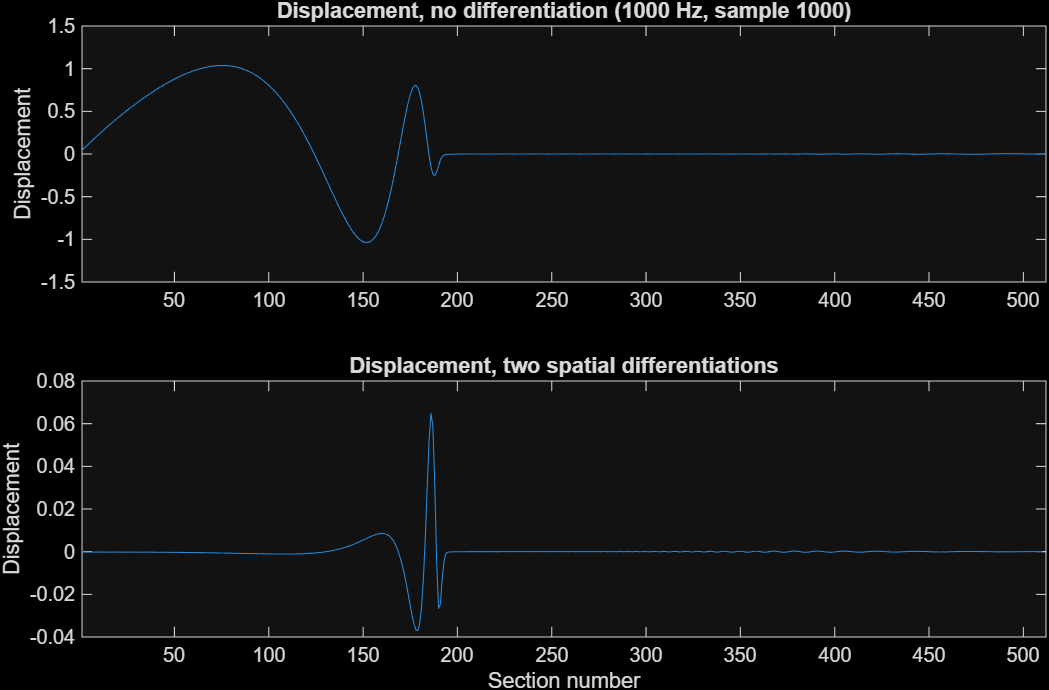 Displacement, no differentiation (1000 Hz, sample 1000)
1.5
1
0.5
0
-0.5
-1
-1.5
Displacement
50 100 150 200 250 300 350 400 450 500
Displacement, two spatial differentiations
0.08
0.06
0.04
0.02
0
-0.02
-0.04
Displacement
50 100 150 200 250 300 350 400 450 500
Section number